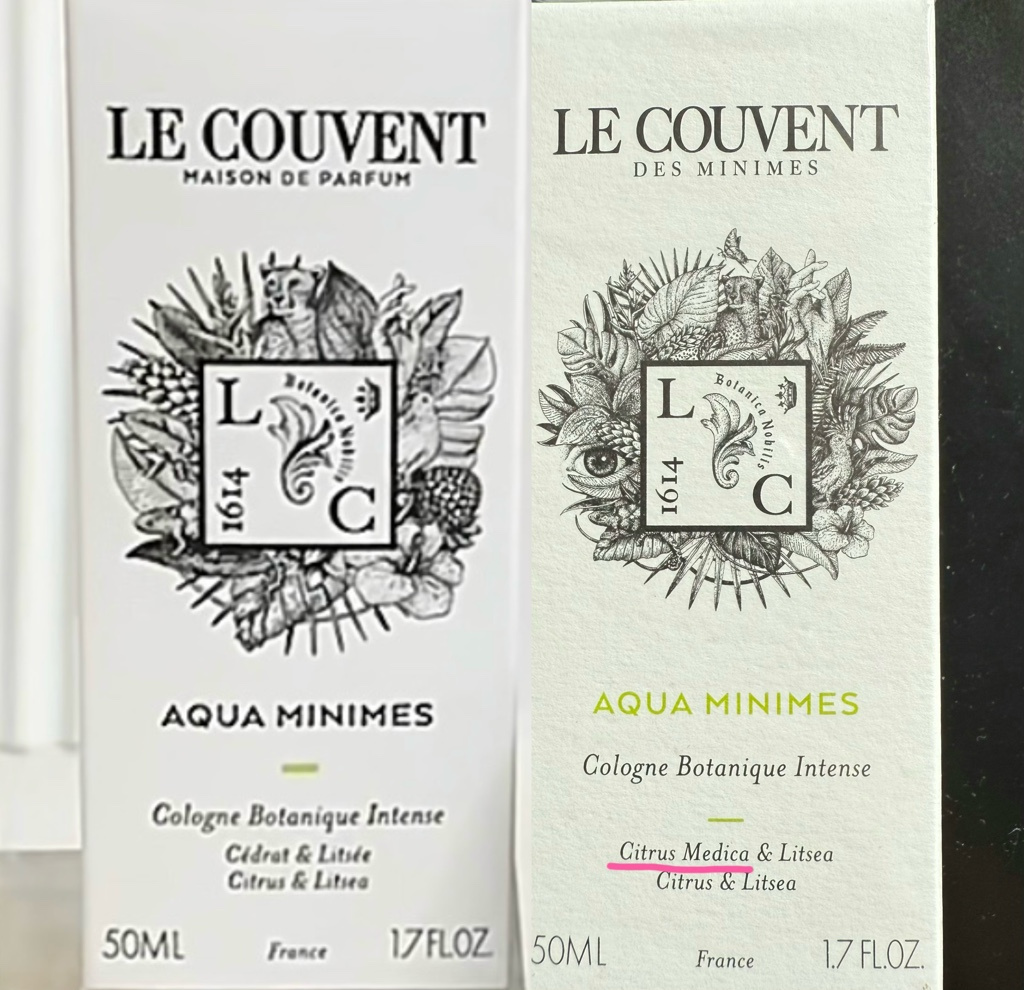 LE COUVENT
MAISON DE PARFUM
L
Botanica Nobilis
1614
C
AQUA MINIMES
Cologne Botanique Intense
Cédrat & Litsée
Citrus & Litsea
50ML
France
1.7 FL.OZ.
LE COUVENT
DES MINIMES
L
Botanica Nobilis
1614
C
AQUA MINIMES
Cologne Botanique Intense
Citrus Medica & Litsea
Citrus & Litsea
50ML
France
1.7 FL.OZ.